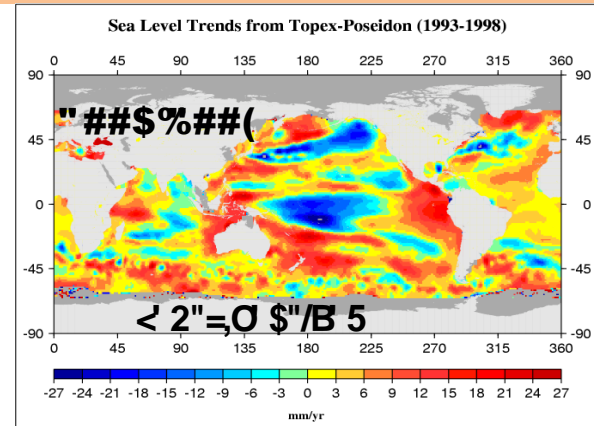 Sea Level Trends from Topex-Poseidon (1993-1998)
0 45 90 135 180 225 270 315 360
90 90
" ##$%##(
45 45
0 0
-45 -45
<' 2"=,O' $"/B' 5
-90 -90
0 45 90 135 180 225 270 315 360
-27 -24 -21 -18 -15 -12 -9 -6 -3 0 3 6 9 12 15 18 21 24 27
mm/yr